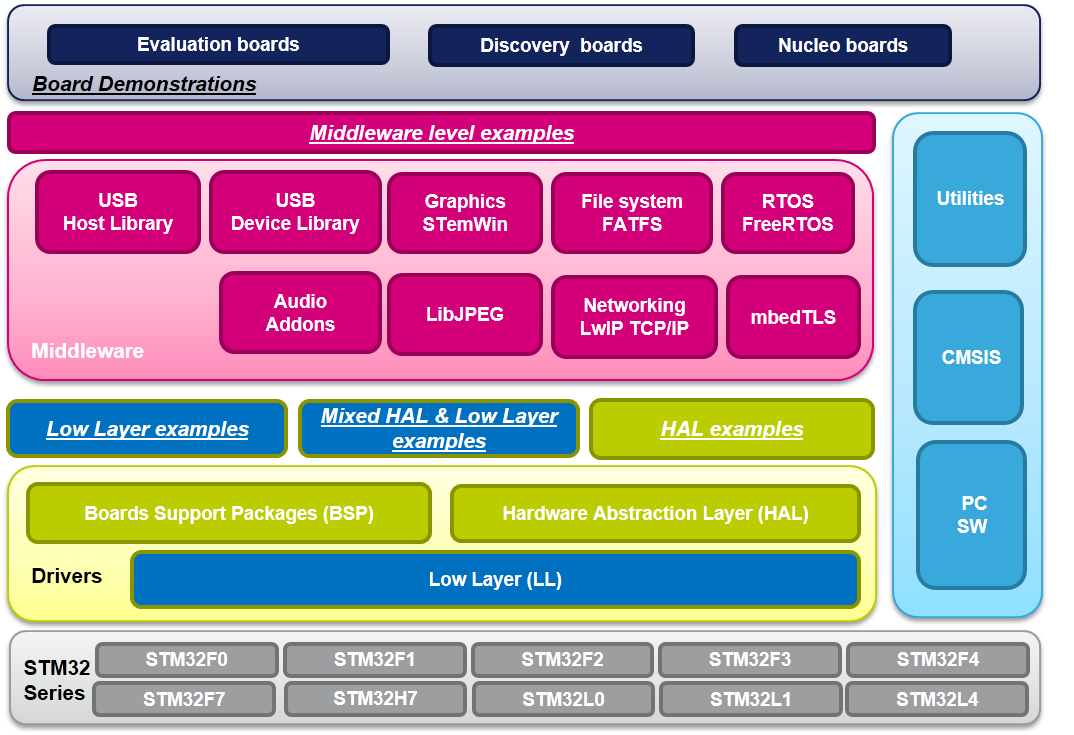 Evaluation boards
Discovery boards
Nucleo boards
Board Demonstrations
Middleware level examples
USB
Host Library
USB
Device Library
Graphics
STemWin
File system
FATFS
RTOS
FreeRTOS
Audio
Addons
LibJPEG
Networking
LwIP TCP/IP
mbedTLS
Middleware
Utilities
CMSIS
PC
SW
Low Layer examples
Mixed HAL & Low Layer
examples
HAL examples
Boards Support Packages (BSP)
Hardware Abstraction Layer (HAL)
Drivers
Low Layer (LL)
STM32
Series
STM32F0
STM32F1
STM32F2
STM32F3
STM32F4
STM32F7
STM32H7
STM32L0
STM32L1
STM32L4